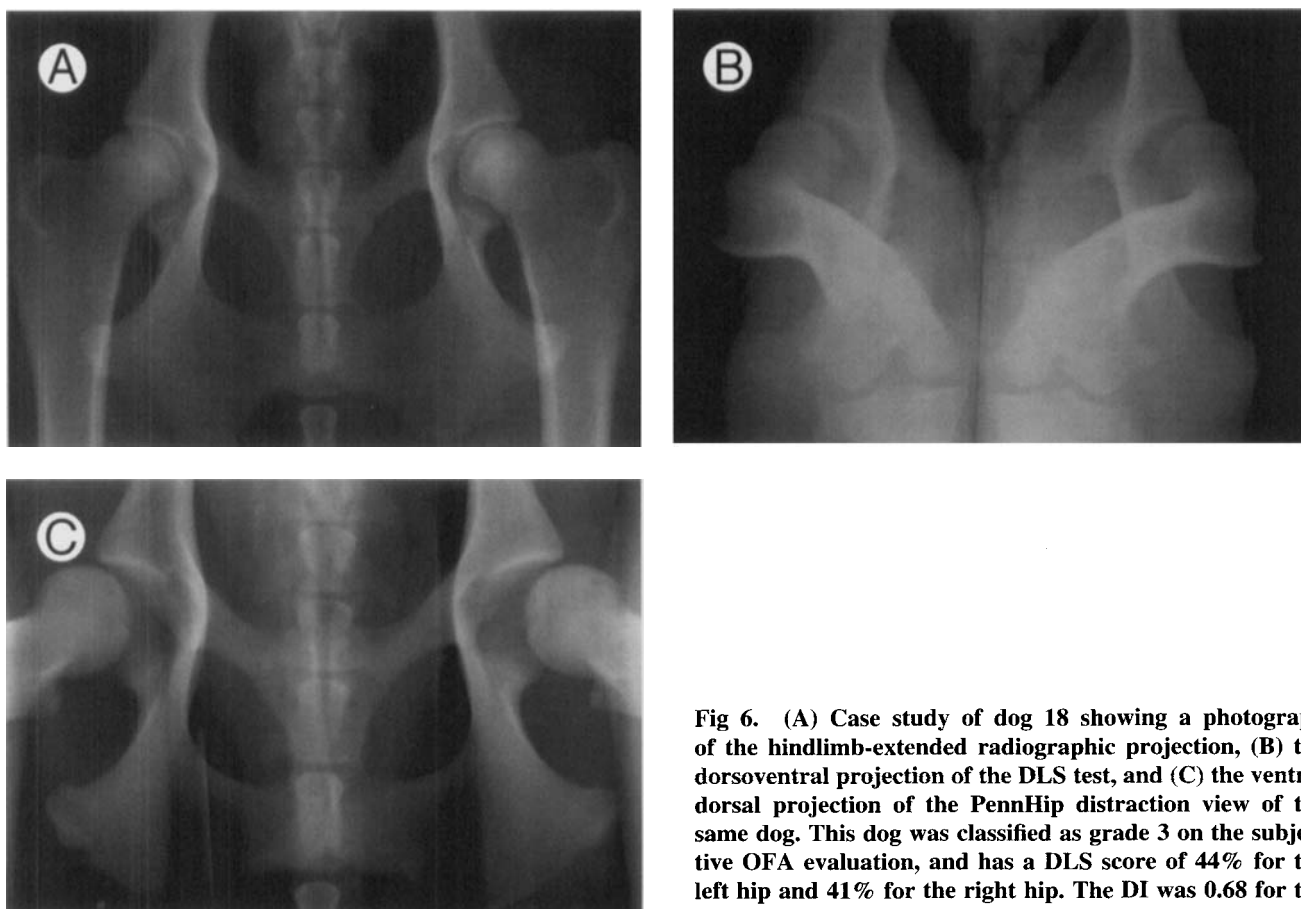 A
B
C
Fig 6. (A) Case study of dog 18 showing a photograp
of the hindlimb-extended radiographic projection, (B) t
dorsoventral projection of the DLS test, and (C) the ventr
dorsal projection of the PennHip distraction view of t
same dog. This dog was classified as grade 3 on the subje
tive OFA evaluation, and has a DLS score of 44% for t
left hip and 41% for the right hip. The DI was 0.68 for t